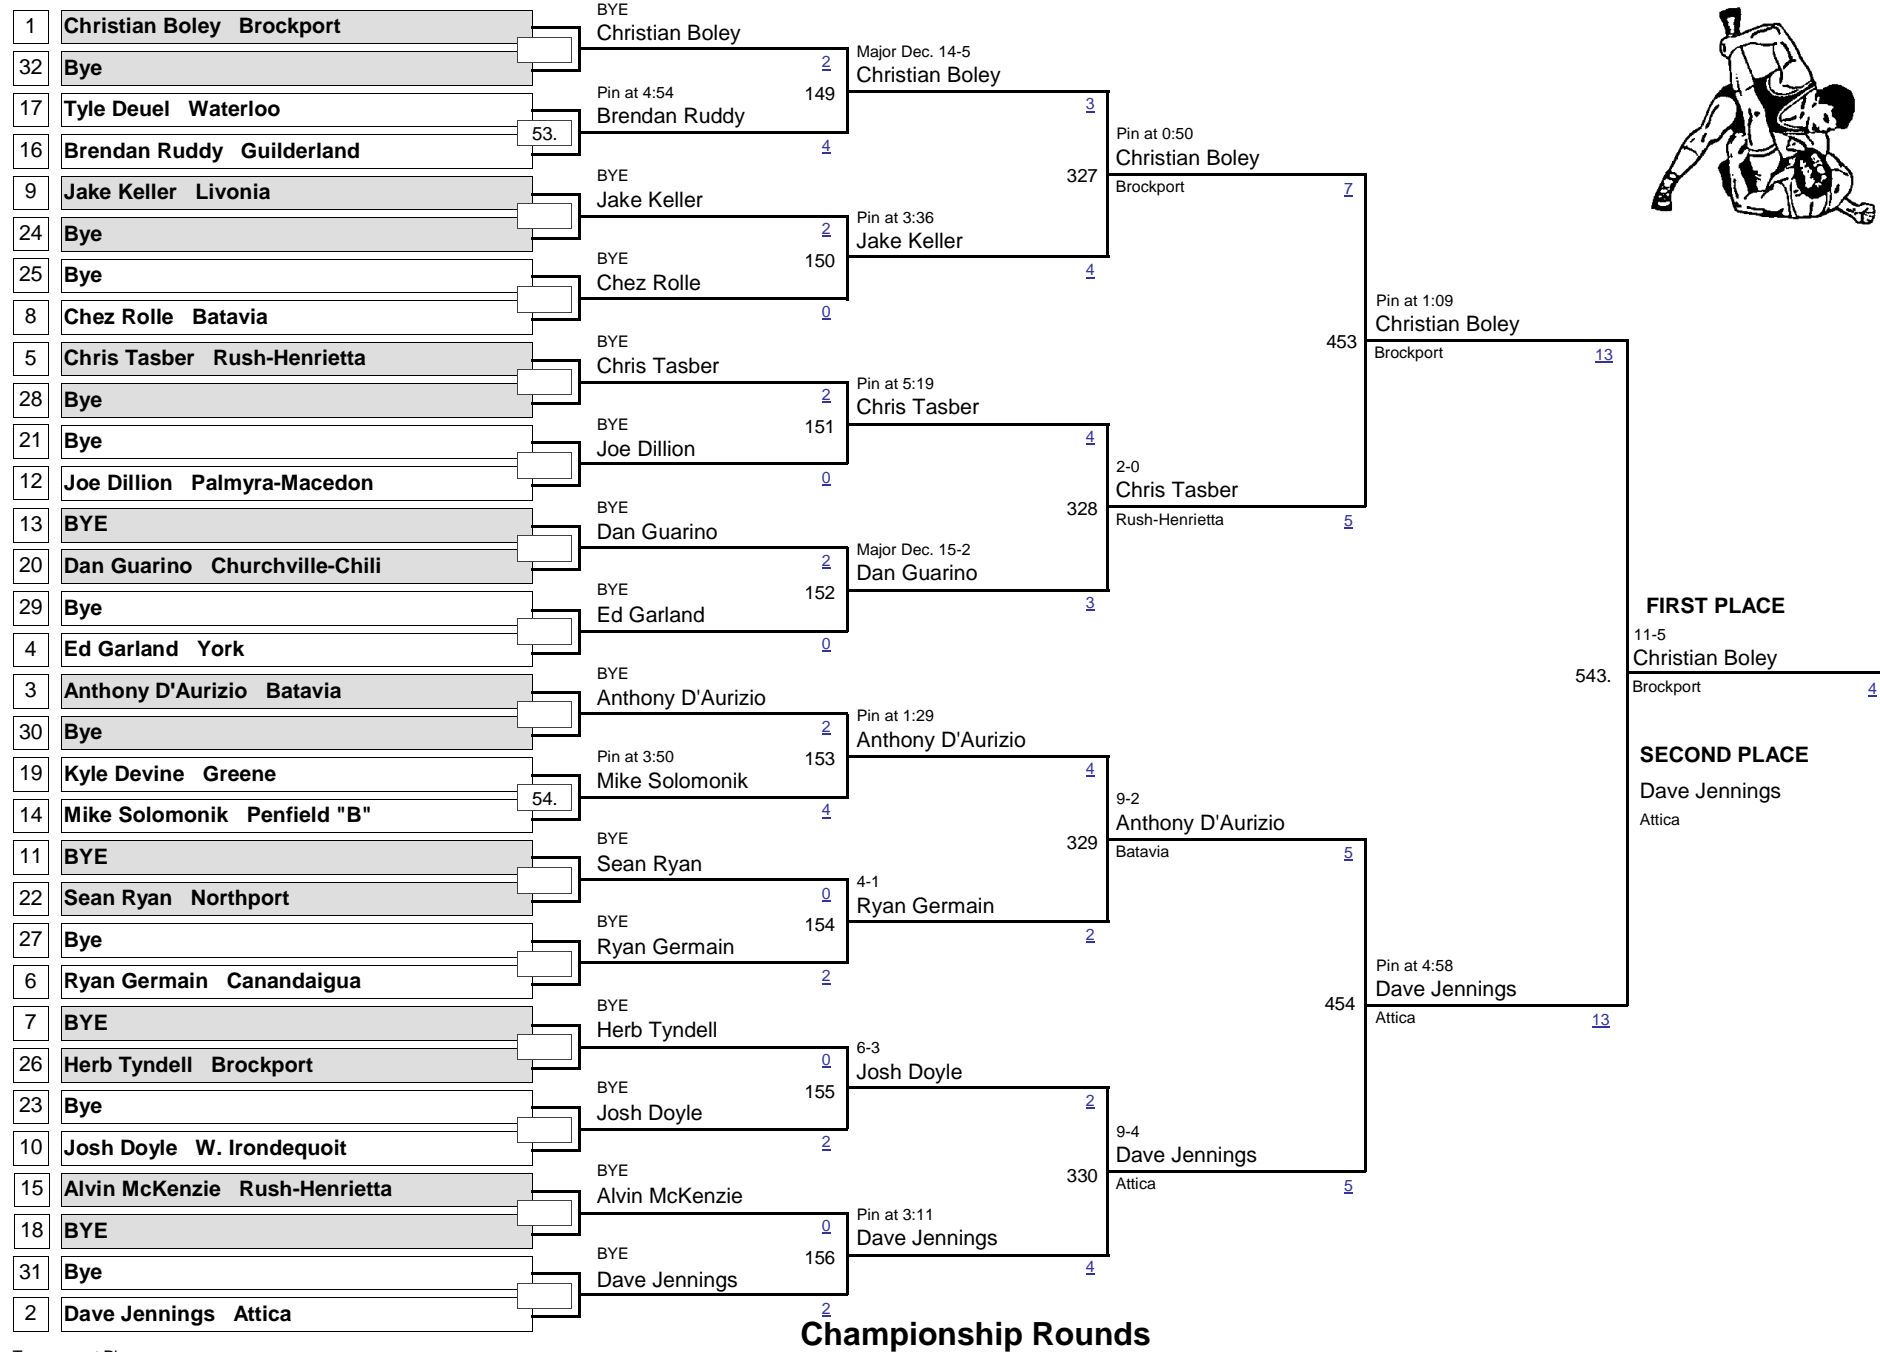 1 Christian Boley Brockport
32 Bye
17 Tyle Deuel Waterloo
53.
16 Brendan Ruddy Guilderland
9 Jake Keller Livonia
24 Bye
25 Bye
8 Chez Rolle Batavia
5 Chris Tasber Rush-Henrietta
28 Bye
21 Bye
12 Joe Dillion Palmyra-Macedon
13 BYE
20 Dan Guarino Churchville-Chili
29 Bye
4 Ed Garland York
3 Anthony D'Aurizio Batavia
30 Bye
19 Kyle Devine Greene
54.
14 Mike Solomonik Penfield "B"
11 BYE
22 Sean Ryan Northport
27 Bye
6 Ryan Germain Canandaigua
7 BYE
26 Herb Tyndell Brockport
23 Bye
10 Josh Doyle W. Irondequoit
15 Alvin McKenzie Rush-Henrietta
18 BYE
31 Bye
2 Dave Jennings Attica
BYE
Christian Boley
2
149
Pin at 4:54
Brendan Ruddy
4
BYE
Jake Keller
2
150
BYE
Chez Rolle
0
BYE
Chris Tasber
2
151
BYE
Joe Dillion
0
BYE
Dan Guarino
2
152
BYE
Ed Garland
0
BYE
Anthony D'Aurizio
2
153
Pin at 3:50
Mike Solomonik
4
BYE
Sean Ryan
0
154
BYE
Ryan Germain
2
BYE
Herb Tyndell
0
155
BYE
Josh Doyle
2
BYE
Alvin McKenzie
0
156
BYE
Dave Jennings
2
Major Dec. 14-5
Christian Boley
3
327
Pin at 3:36
Jake Keller
4
Pin at 5:19
Chris Tasber
4
328
Major Dec. 15-2
Dan Guarino
3
Pin at 1:29
Anthony D'Aurizio
4
329
4-1
Ryan Germain
2
6-3
Josh Doyle
2
330
Pin at 3:11
Dave Jennings
4
Pin at 0:50
Christian Boley
Brockport
7
453
2-0
Chris Tasber
Rush-Henrietta
5
9-2
Anthony D'Aurizio
Batavia
5
454
9-4
Dave Jennings
Attica
5
Pin at 1:09
Christian Boley
Brockport
13
543.
Pin at 4:58
Dave Jennings
Attica
13
FIRST PLACE
11-5
Christian Boley
Brockport
4
SECOND PLACE
Dave Jennings
Attica
Championship Rounds